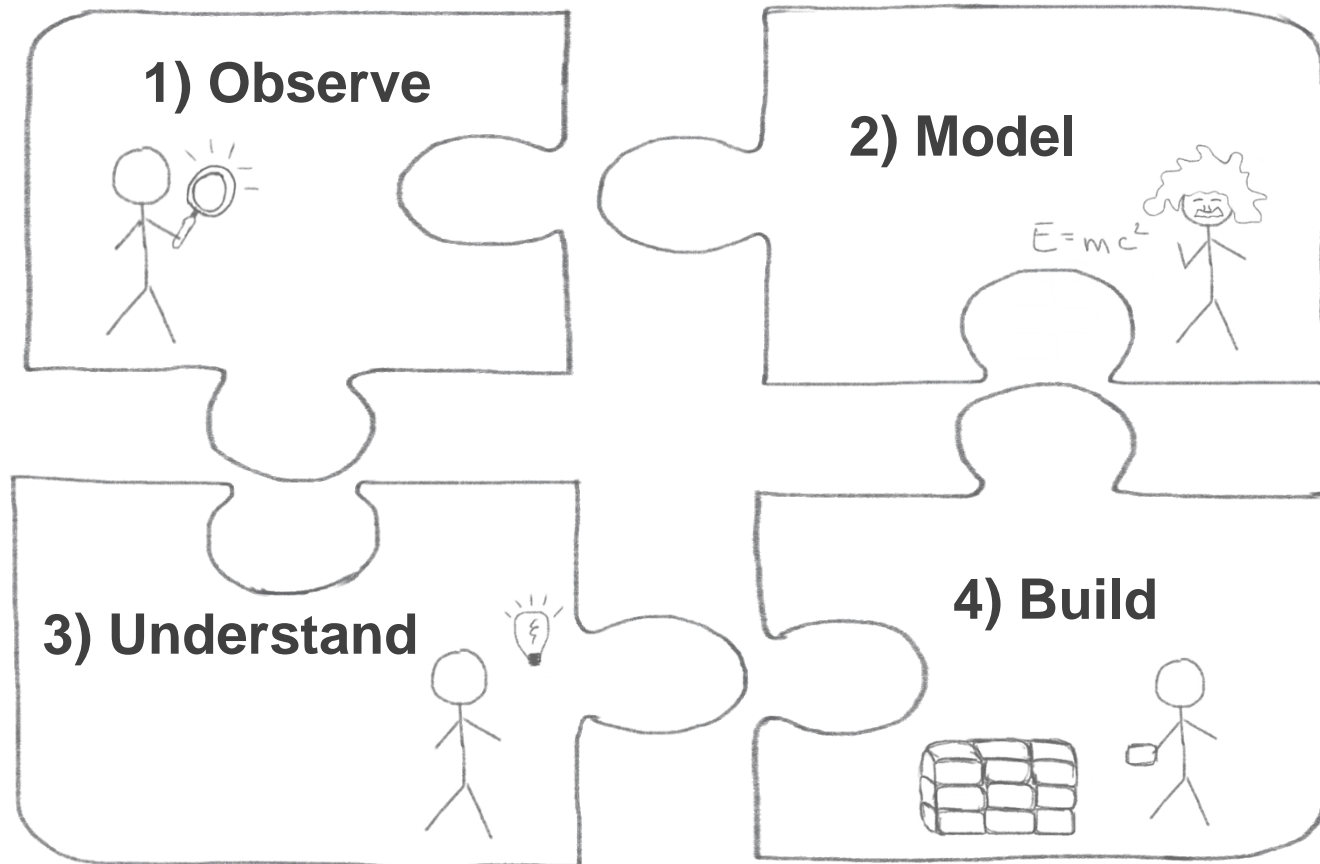 1) Observe
2) Model
E=mc²
3) Understand
4) Build